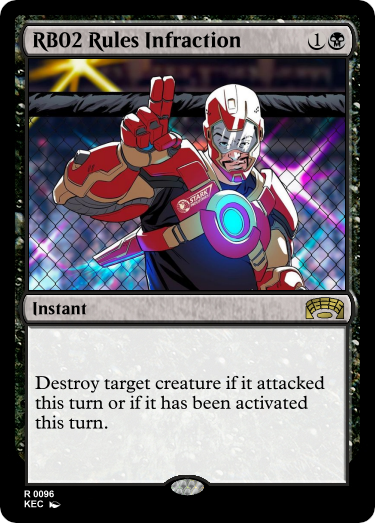 RB02 Rules Infraction 1
STARK
Instant
Destroy target creature if it attacked
this turn or if it has been activated
this turn.
R 0096
KEC